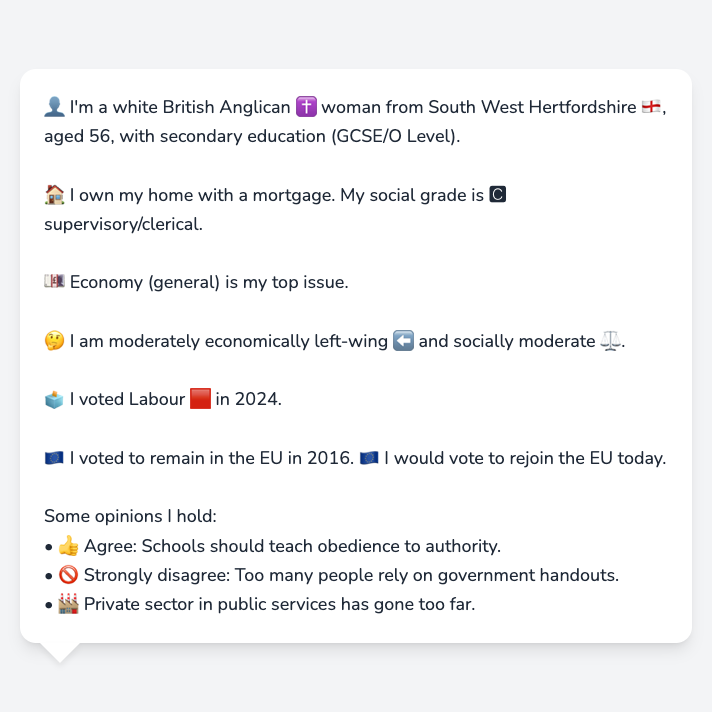 👤 I'm a white British Anglican ✝️ woman from South West Hertfordshire 🏴󠁧󠁢󠁥󠁮󠁧󠁿,
aged 56, with secondary education (GCSE/O Level).
🏠 I own my home with a mortgage. My social grade is 🅲
supervisory/clerical.
💷 Economy (general) is my top issue.
🤔 I am moderately economically left-wing ⬅️ and socially moderate ⚖️.
🗳️ I voted Labour 🟥 in 2024.
🇪🇺 I voted to remain in the EU in 2016. 🇪🇺 I would vote to rejoin the EU today.
Some opinions I hold:
• 👍 Agree: Schools should teach obedience to authority.
• 🚫 Strongly disagree: Too many people rely on government handouts.
• 🏭 Private sector in public services has gone too far.